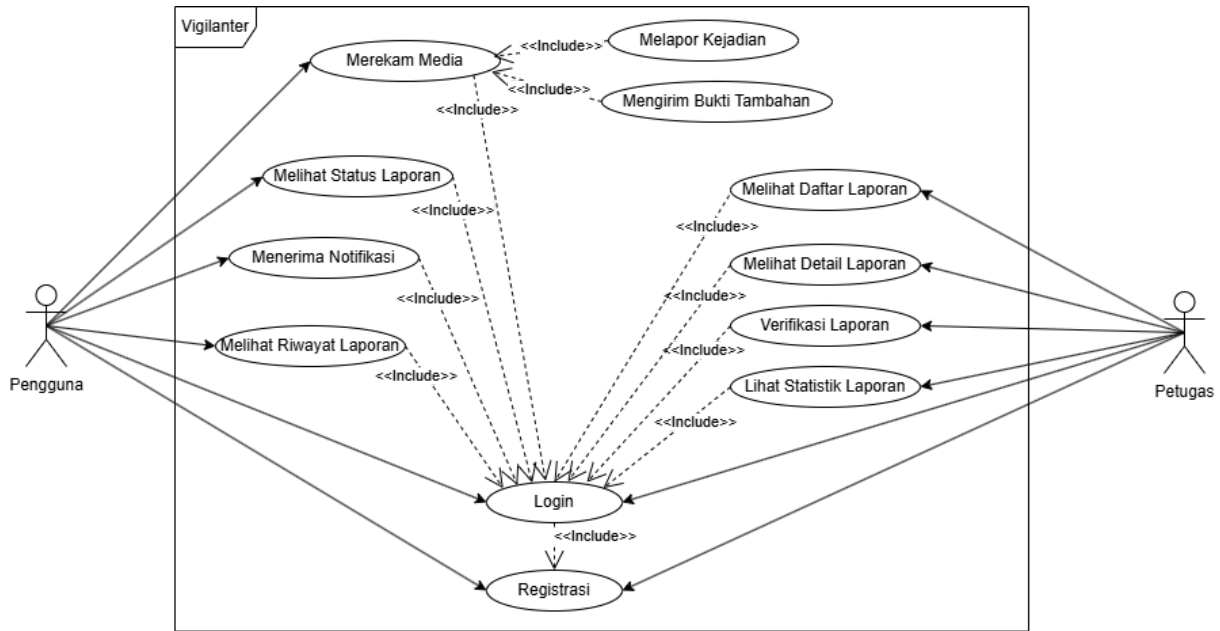 Vigilanter
Merekam Media
<<Include>>
Melapor Kejadian
<<Include>>
Mengirim Bukti Tambahan
<<Include>>
Melihat Status Laporan
<<Include>>
Melihat Daftar Laporan
<<Include>>
Menerima Notifikasi
<<Include>>
Melihat Detail Laporan
<<Include>>
Verifikasi Laporan
<<Include>>
Melihat Riwayat Laporan
<<Include>>
Lihat Statistik Laporan
<<Include>>
Pengguna
Petugas
Login
<<Include>>
Registrasi